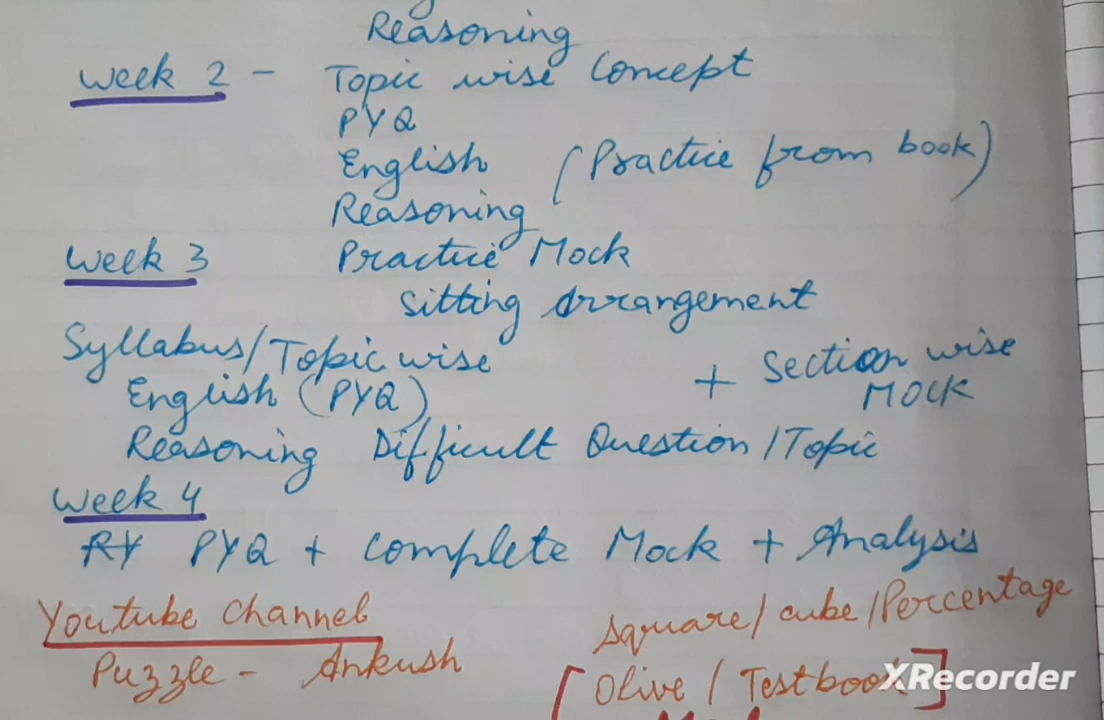 Reasoning
Week 2 - Topic wise Concept
PYQ
English (Practice from book)
Reasoning
Week 3 Practice Mock
Sitting Arrangement
Syllabus/Topic wise + Section wise
English (PYQ) MOCK
Reasoning Difficult Question/Topic
Week 4
RY PYQ + Complete Mock + Analysis
Youtube Channel Square/cube/Percentage
Puzzle - Ankush [Olive / Testbook]
XRecorder